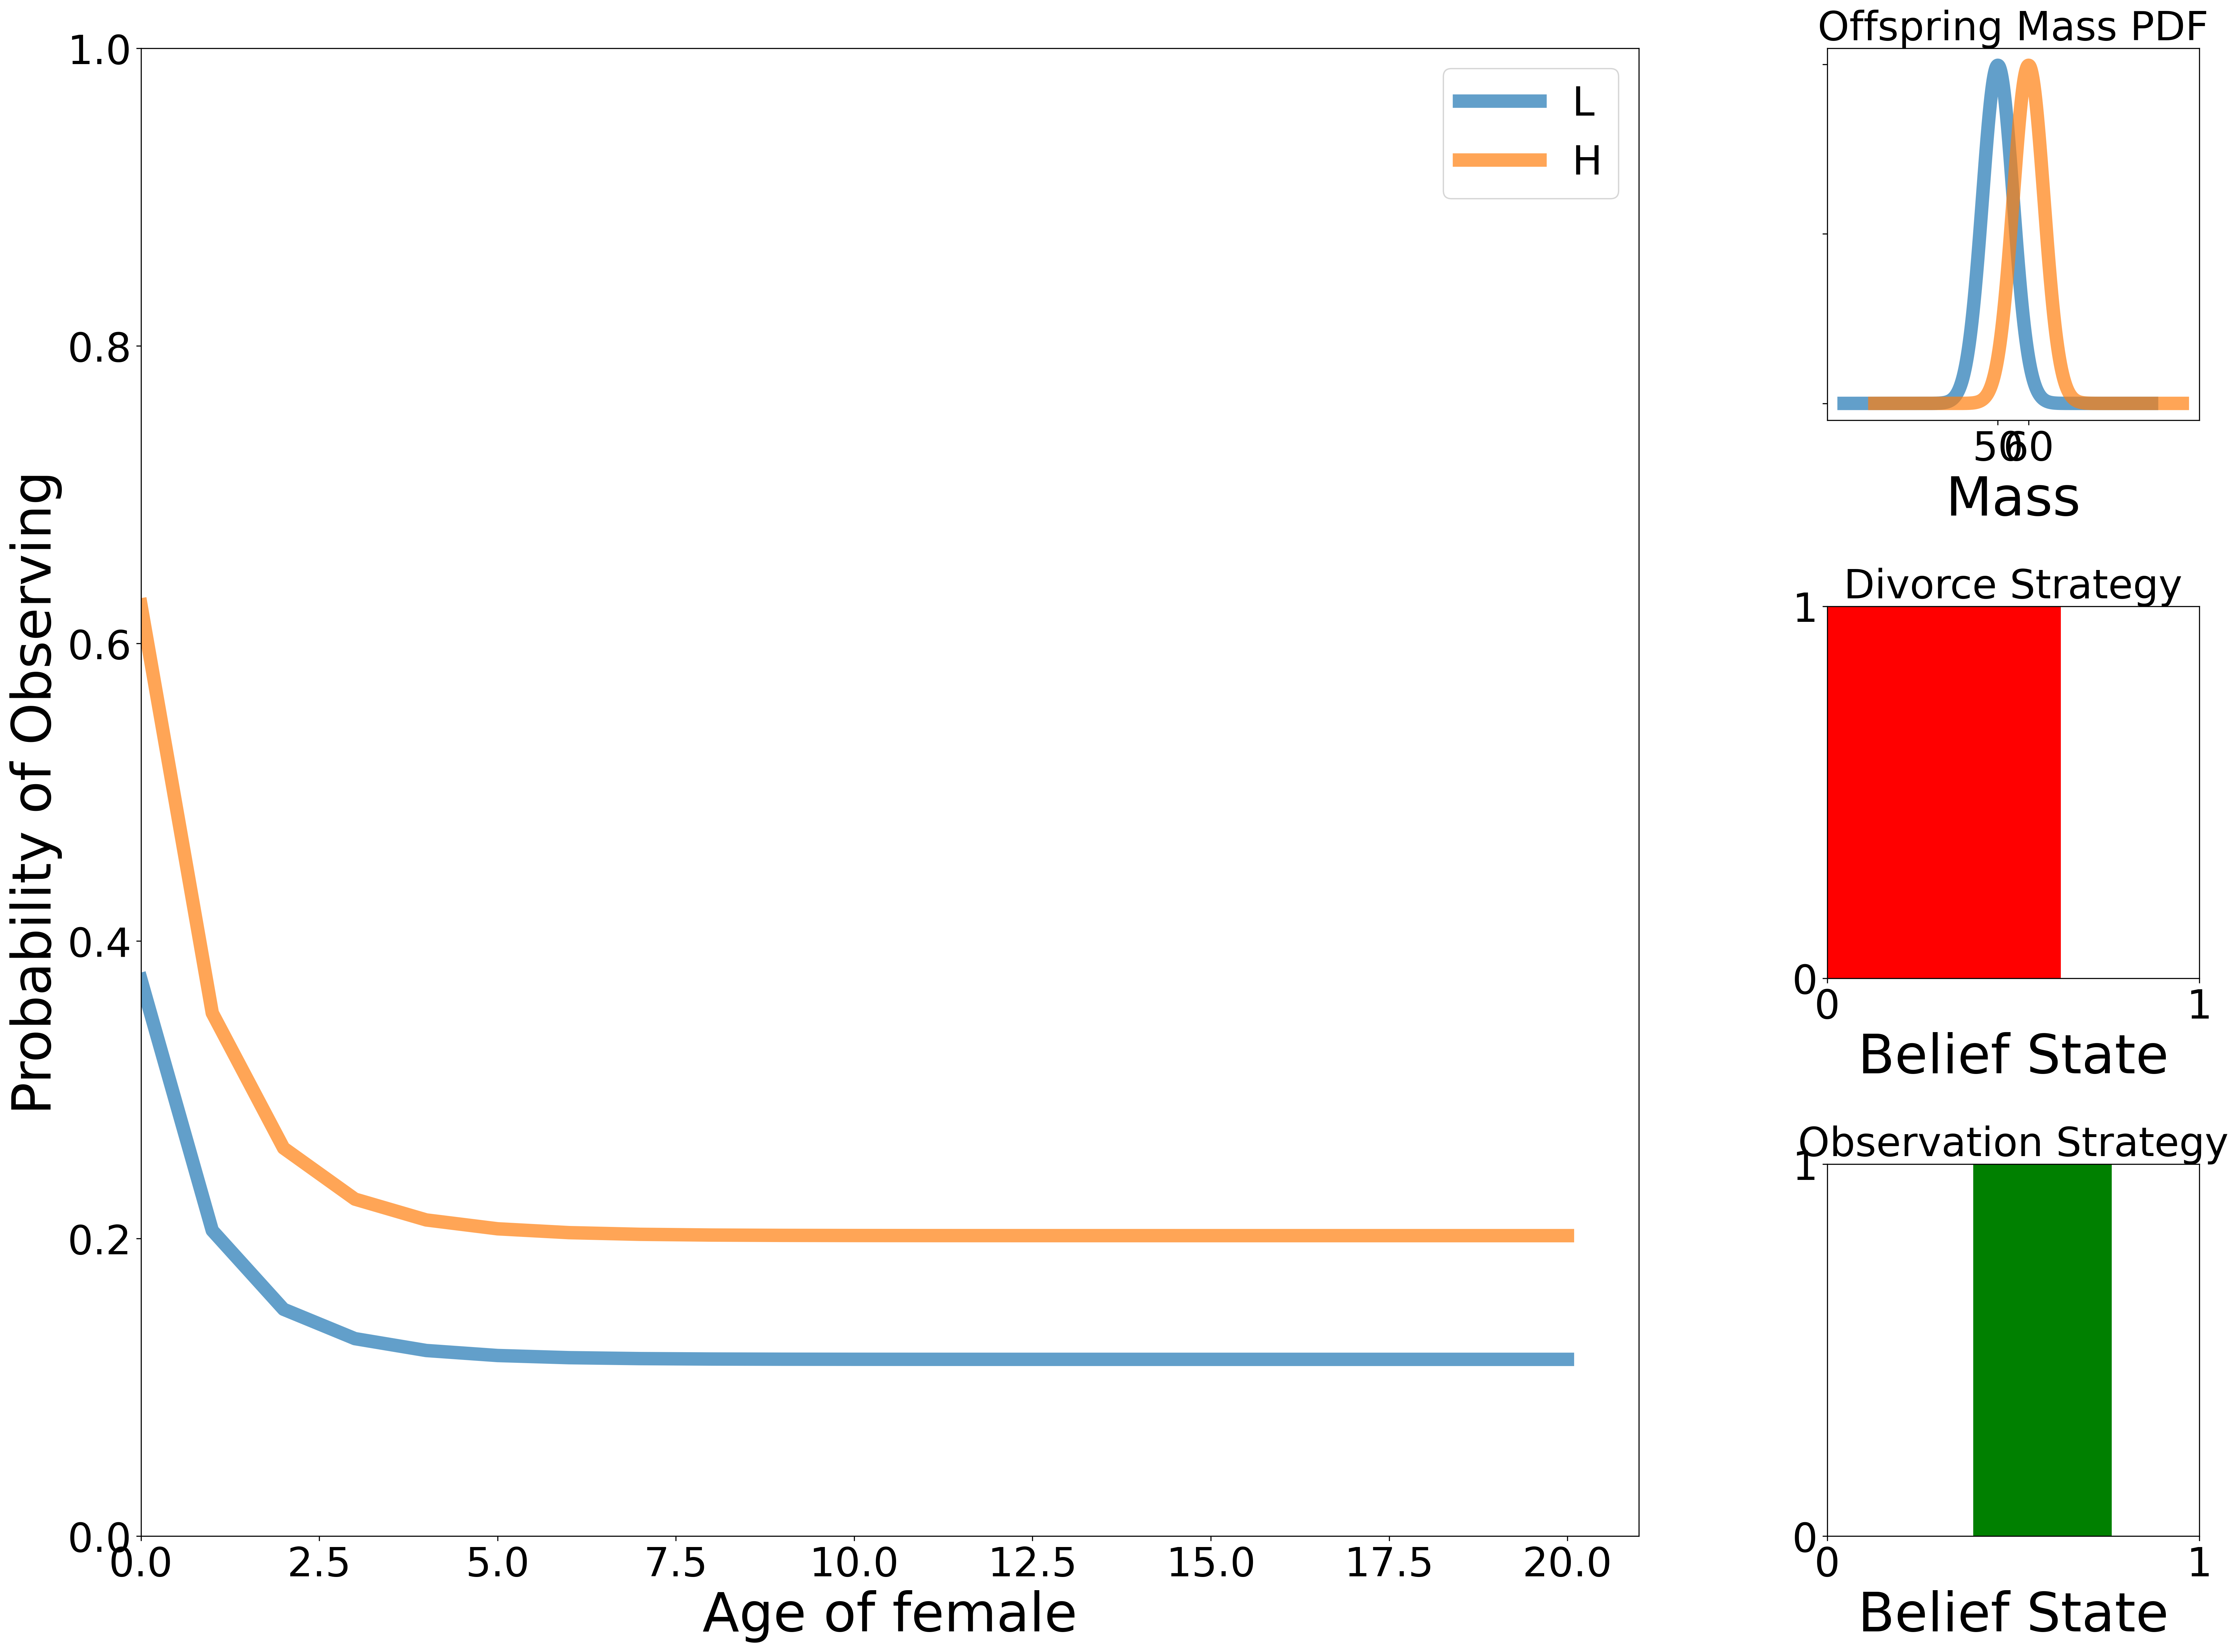 Probability of Observing
1.0
0.8
0.6
0.4
0.2
0.0
0.0 2.5 5.0 7.5 10.0 12.5 15.0 17.5 20.0
Age of female
L
H
Offspring Mass PDF
50 60
Mass
Divorce Strategy
1
0
0 1
Belief State
Observation Strategy
1
0
0 1
Belief State